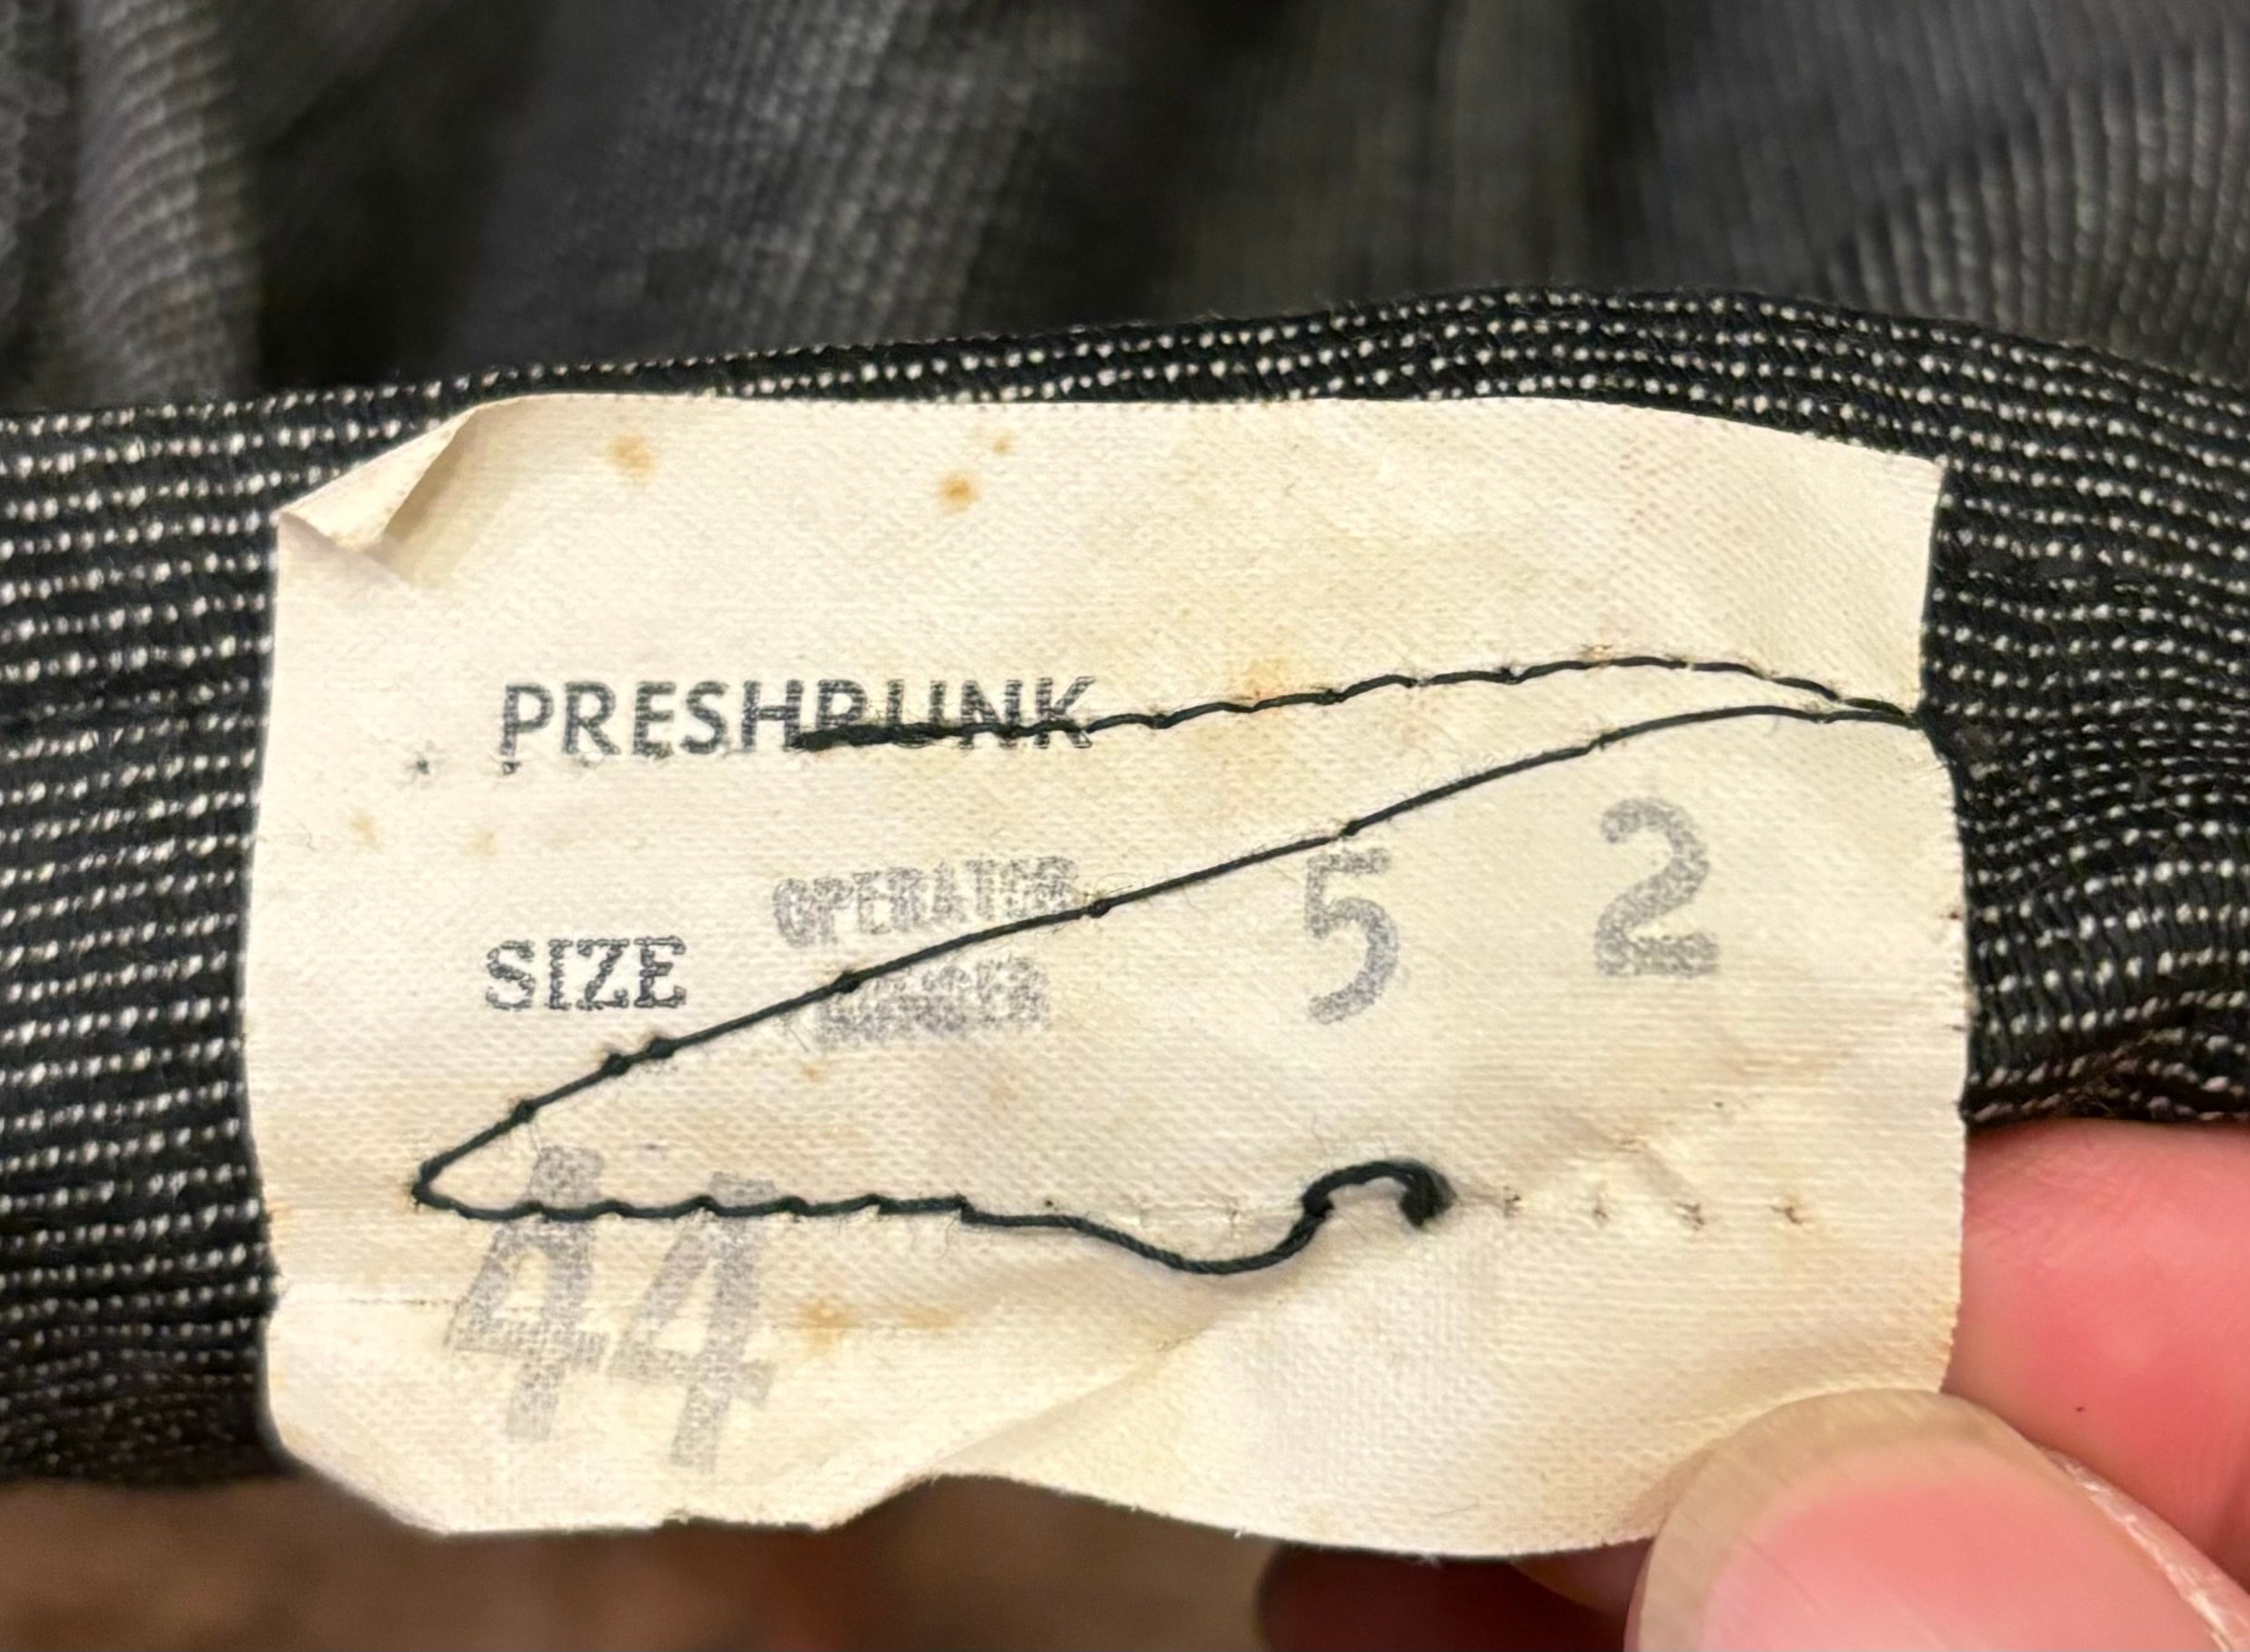 PRESHRUNK
OPERATOR 5 2
SIZE
44